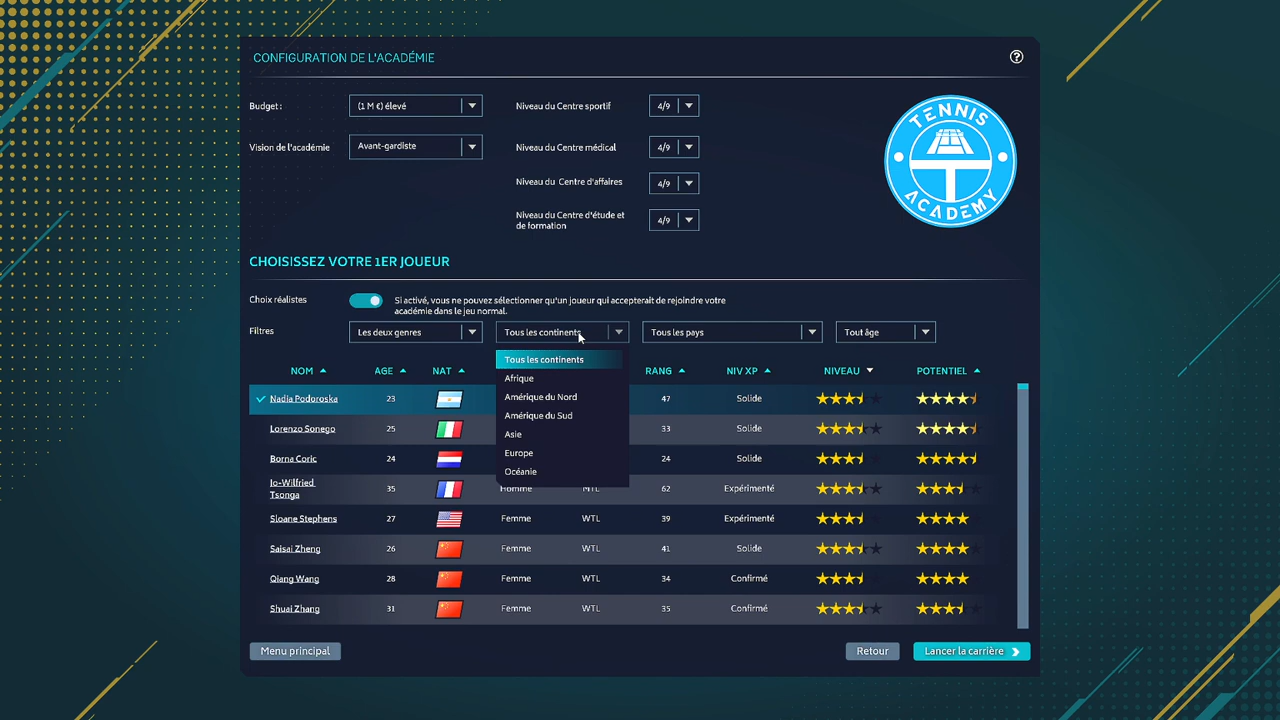 CONFIGURATION DE L'ACADÉMIE
?
Budget :
(1 M €) élevé
Niveau du Centre sportif
4/9
Vision de l'académie
Avant-gardiste
Niveau du Centre médical
4/9
Niveau du Centre d'affaires
4/9
Niveau du Centre d'étude et
de formation
4/9
TENNIS
ACADEMY
CHOISISSEZ VOTRE 1ER JOUEUR
Choix réalistes
Si activé, vous ne pouvez sélectionner qu'un joueur qui accepterait de rejoindre votre
académie dans le jeu normal.
Filtres
Les deux genres
Tous les continents
Tous les pays
Tout âge
Tous les continents
Afrique
Amérique du Nord
Amérique du Sud
Asie
Europe
Océanie
NOM AGE NAT RANG NIV XP NIVEAU POTENTIEL
Nadia Podoroska 23 47 Solide
Lorenzo Sonego 25 33 Solide
Borna Coric 24 24 Solide
Io-Wilfried
Tsonga 35 Homme MTL 62 Expérimenté
Sloane Stephens 27 Femme WTL 39 Expérimenté
Saisai Zheng 26 Femme WTL 41 Solide
Qiang Wang 28 Femme WTL 34 Confirmé
Shuai Zhang 31 Femme WTL 35 Confirmé
Menu principal
Retour
Lancer la carrière